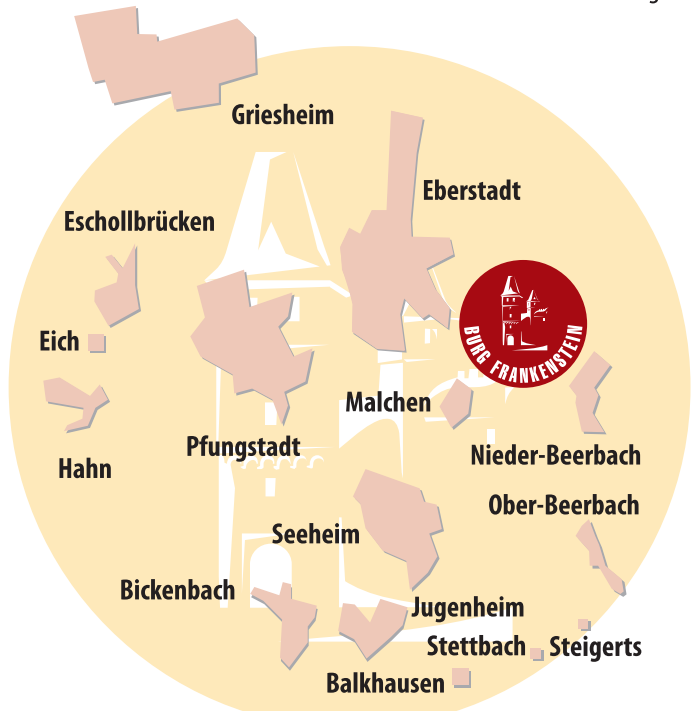 Griesheim
Eberstadt
Eschollbrücken
BURG FRANKENSTEIN
Eich
Malchen
Pfungstadt
Nieder-Beerbach
Hahn
Ober-Beerbach
Seeheim
Bickenbach
Jugenheim
Stettbach
Steigerts
Balkhausen